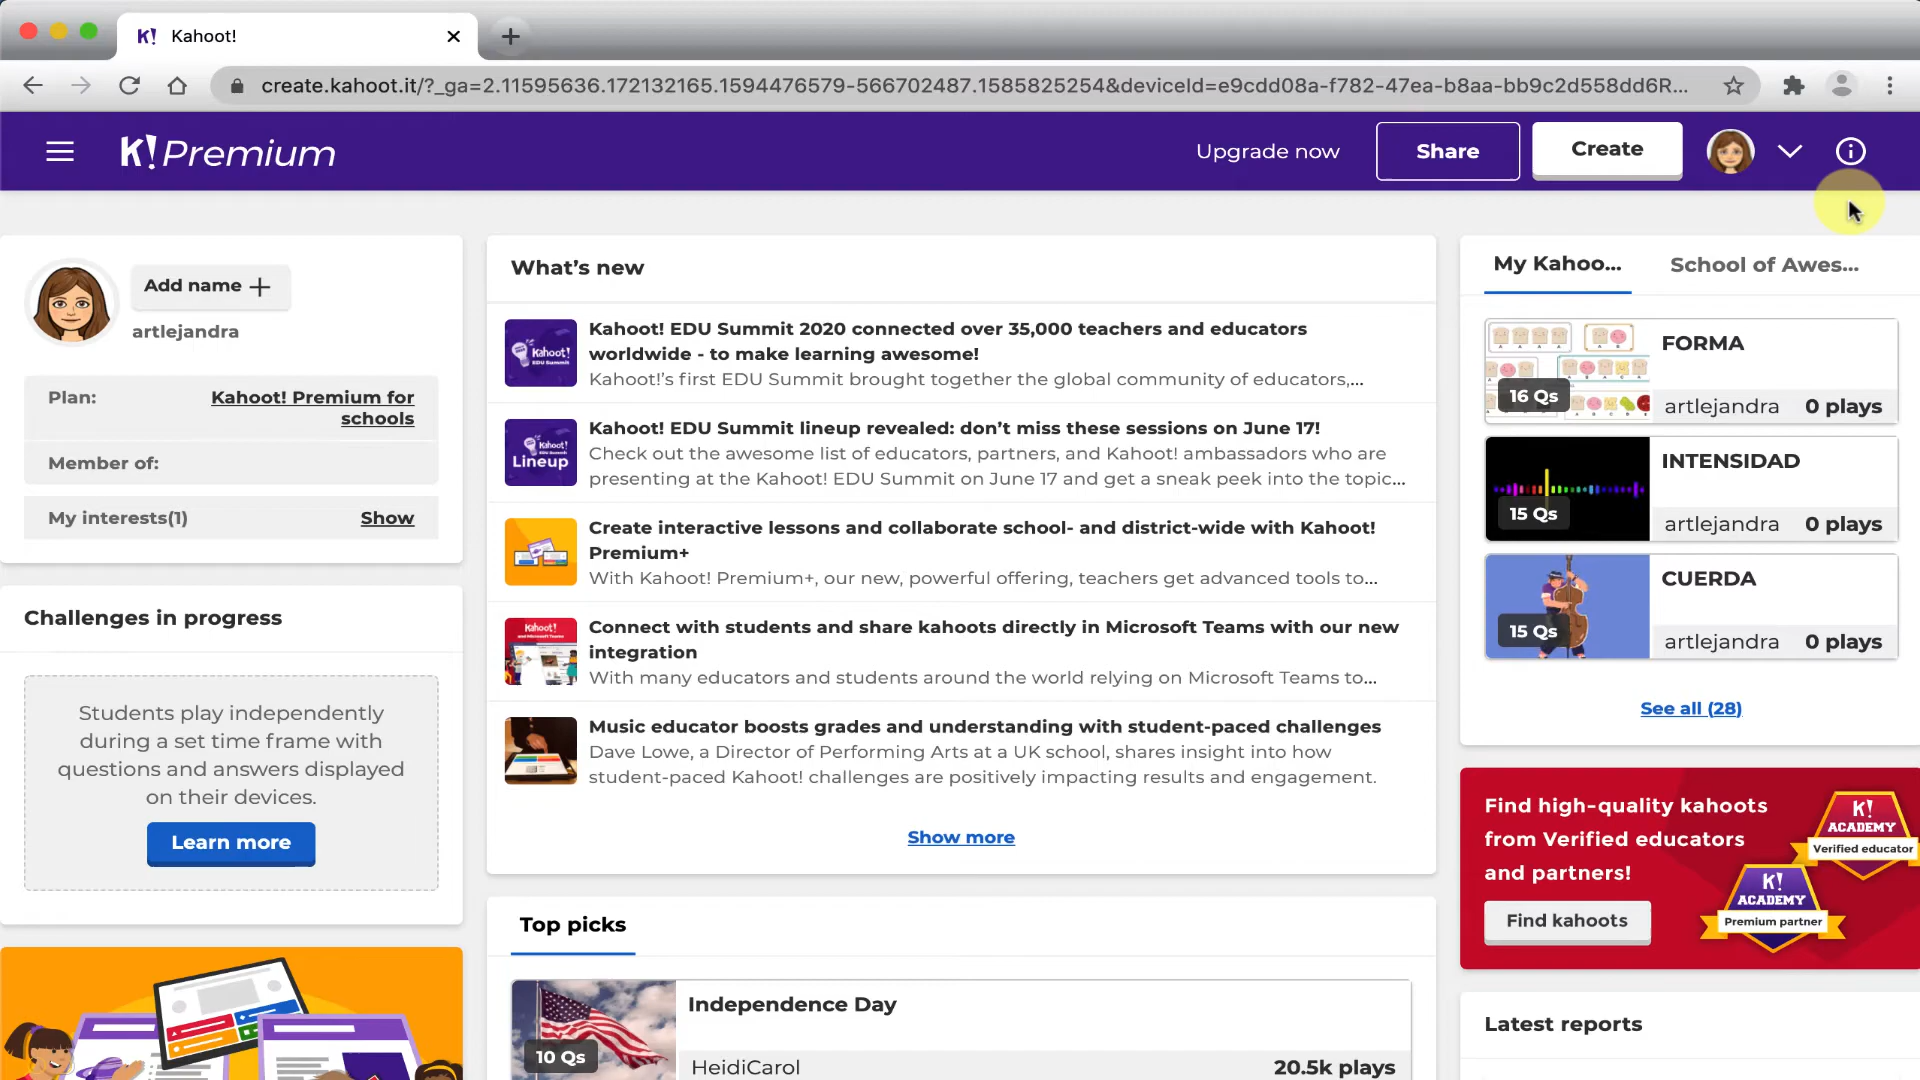 K! Kahoot!
create.kahoot.it/?_ga=2.11595636.172132165.1594476579-566702487.1585825254&deviceId=e9cdd08a-f782-47ea-b8aa-bb9c2d558dd6R...
K! Premium
Upgrade now
Share
Create
Add name +
artlejandra
Plan:
Kahoot! Premium for
schools
Member of:
My interests(1)
Show
Challenges in progress
Students play independently
during a set time frame with
questions and answers displayed
on their devices.
Learn more
What's new
Kahoot!
EDU Summit
Kahoot! EDU Summit 2020 connected over 35,000 teachers and educators
worldwide - to make learning awesome!
Kahoot!'s first EDU Summit brought together the global community of educators,...
Kahoot!
EDU Summit
Lineup
Kahoot! EDU Summit lineup revealed: don't miss these sessions on June 17!
Check out the awesome list of educators, partners, and Kahoot! ambassadors who are
presenting at the Kahoot! EDU Summit on June 17 and get a sneak peek into the topic...
Create interactive lessons and collaborate school- and district-wide with Kahoot!
Premium+
With Kahoot! Premium+, our new, powerful offering, teachers get advanced tools to...
Kahoot!
and Microsoft Teams
Connect with students and share kahoots directly in Microsoft Teams with our new
integration
With many educators and students around the world relying on Microsoft Teams to...
Music educator boosts grades and understanding with student-paced challenges
Dave Lowe, a Director of Performing Arts at a UK school, shares insight into how
student-paced Kahoot! challenges are positively impacting results and engagement.
Show more
Top picks
Independence Day
10 Qs
HeidiCarol
20.5k plays
My Kahoo...
School of Awes...
FORMA
16 Qs
artlejandra
0 plays
INTENSIDAD
15 Qs
artlejandra
0 plays
CUERDA
15 Qs
artlejandra
0 plays
See all (28)
Find high-quality kahoots
from Verified educators
and partners!
Find kahoots
K!
ACADEMY
Verified educator
K!
ACADEMY
Premium partner
Latest reports